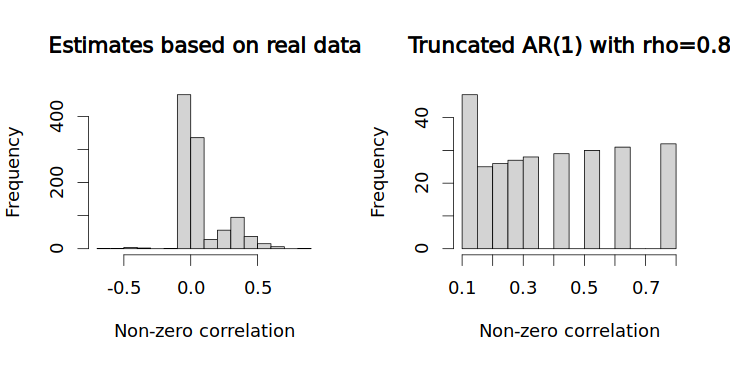 Estimates based on real data
Frequency
0 200 400
-0.5 0.0 0.5
Non-zero correlation
Truncated AR(1) with rho=0.8
Frequency
0 20 40
0.1 0.3 0.5 0.7
Non-zero correlation